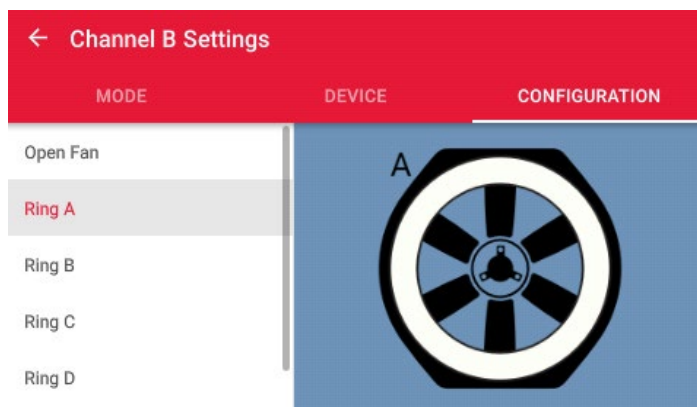 Channel B Settings
MODE DEVICE CONFIGURATION
Open Fan
A
Ring A
Ring B
Ring C
Ring D